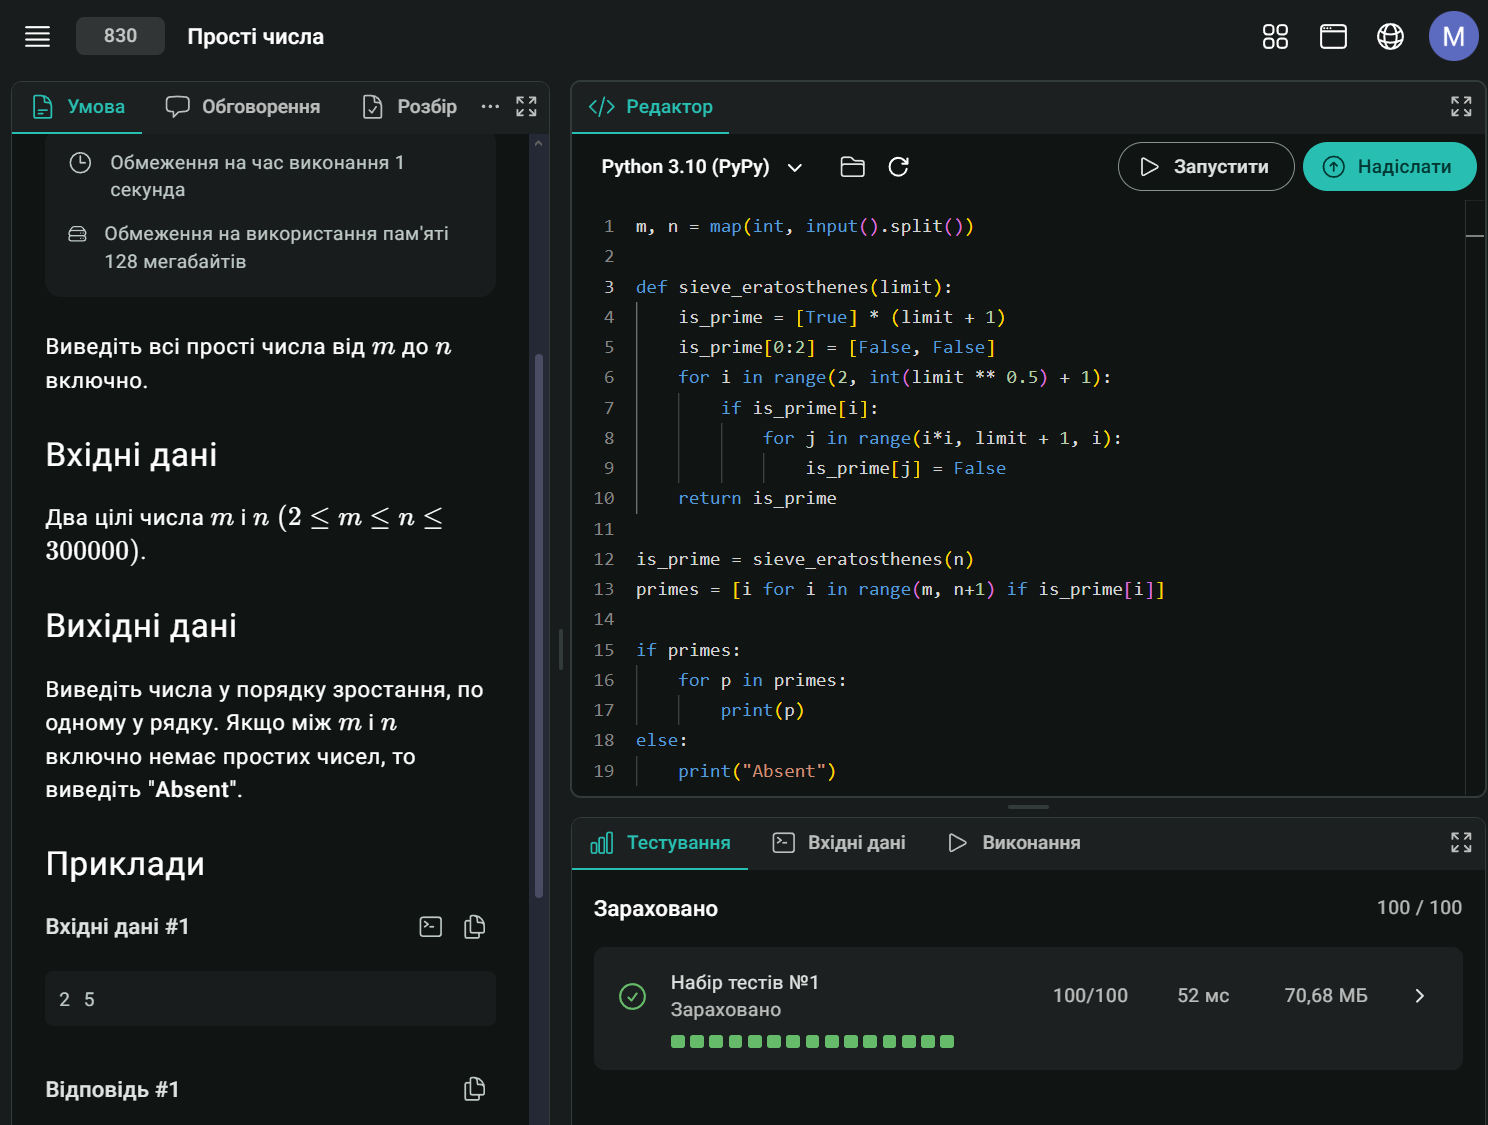 830 Прості числа M
Умова Обговорення Розбір ...
Обмеження на час виконання 1
секунда
Обмеження на використання пам'яті
128 мегабайтів
Виведіть всі прості числа від m до n
включно.
Вхідні дані
Два цілі числа m і n (2 ≤ m ≤ n ≤
300000).
Вихідні дані
Виведіть числа у порядку зростання, по
одному у рядку. Якщо між m і n
включно немає простих чисел, то
виведіть "Absent".
Приклади
Вхідні дані #1
2 5
Відповідь #1
Редактор
Python 3.10 (PyPy) Запустити Надіслати
1 m, n = map(int, input().split())
2
3 def sieve_eratosthenes(limit):
4     is_prime = [True] * (limit + 1)
5     is_prime[0:2] = [False, False]
6     for i in range(2, int(limit ** 0.5) + 1):
7         if is_prime[i]:
8             for j in range(i*i, limit + 1, i):
9                 is_prime[j] = False
10     return is_prime
11
12 is_prime = sieve_eratosthenes(n)
13 primes = [i for i in range(m, n+1) if is_prime[i]]
14
15 if primes:
16     for p in primes:
17         print(p)
18 else:
19     print("Absent")
Тестування Вхідні дані Виконання
Зараховано 100 / 100
Набір тестів №1
Зараховано
100/100 52 мс 70,68 МБ